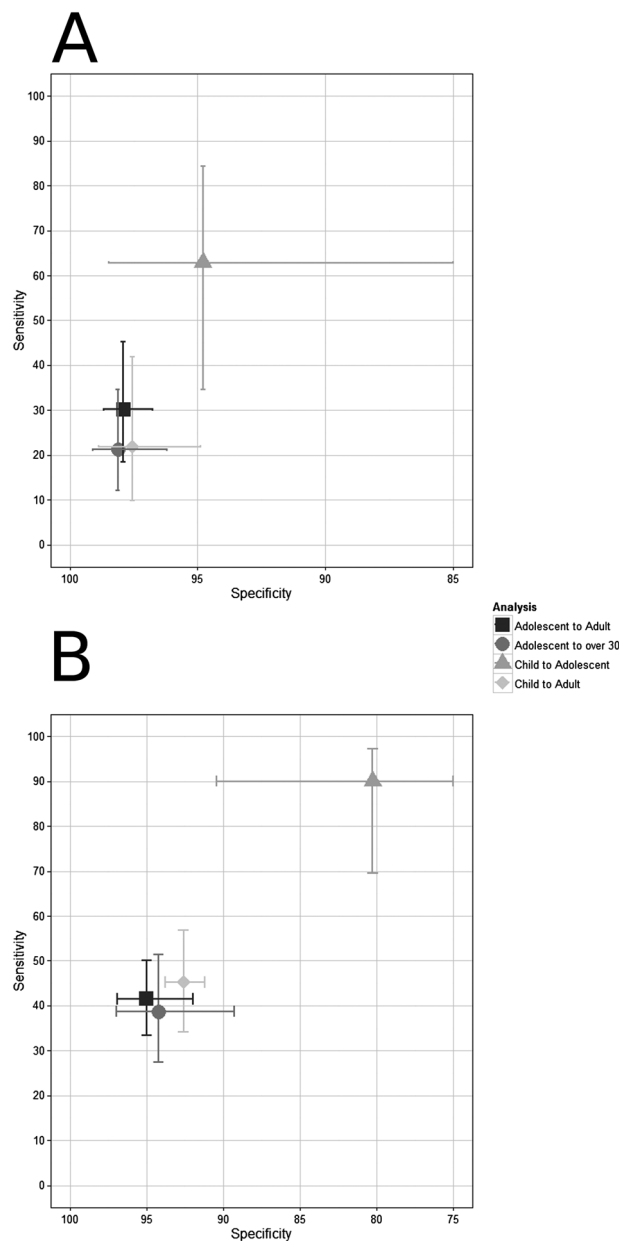 A
100
90
80
70
60
50
40
30
20
10
0
Sensitivity
100 95 90 85
Specificity
Analysis
Adolescent to Adult
Adolescent to over 30
Child to Adolescent
Child to Adult
B
100
90
80
70
60
50
40
30
20
10
0
Sensitivity
100 95 90 85 80 75
Specificity